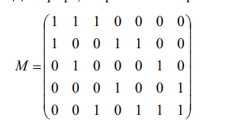 1 1 1 0 0 0 0
1 0 0 1 1 0 0
M = 0 1 0 0 0 1 0
0 0 0 1 0 0 1
0 0 1 0 1 1 1